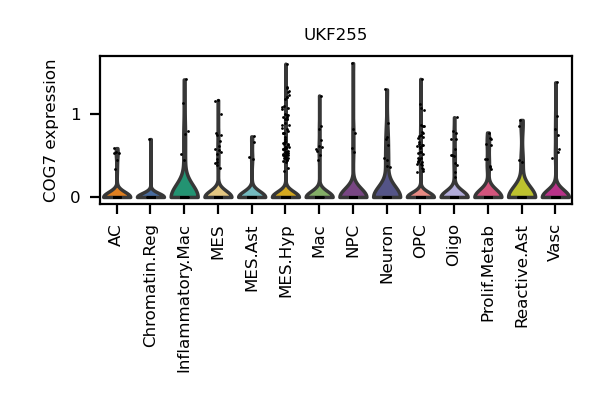 UKF255
COG7 expression
1
0
AC
Chromatin.Reg
Inflammatory.Mac
MES
MES.Ast
MES.Hyp
Mac
NPC
Neuron
OPC
Oligo
Prolif.Metab
Reactive.Ast
Vasc